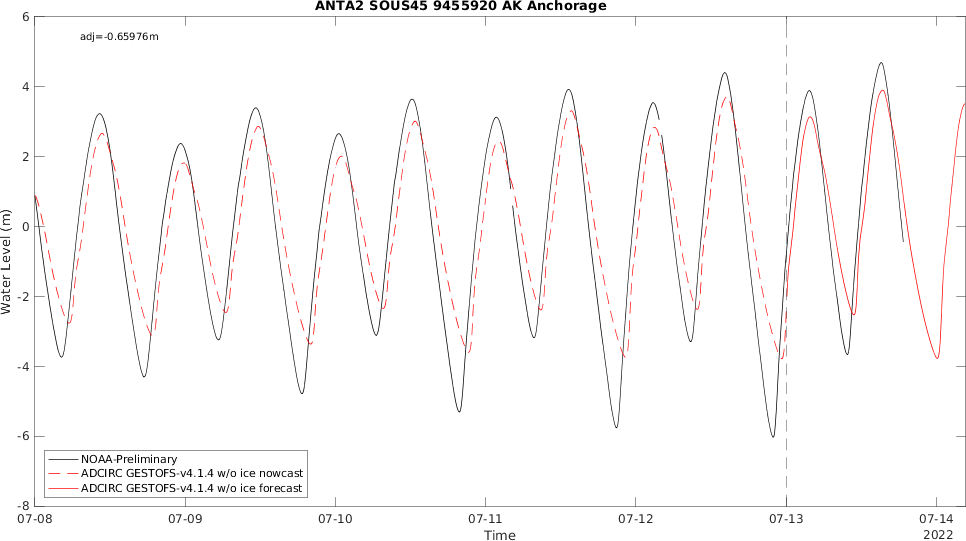 ANTA2 SOUS45 9455920 AK Anchorage
adj=-0.65976m
6
4
2
0
-2
-4
-6
-8
Water Level (m)
NOAA-Preliminary
ADCIRC GESTOFS-v4.1.4 w/o ice nowcast
ADCIRC GESTOFS-v4.1.4 w/o ice forecast
07-08 07-09 07-10 07-11 07-12 07-13 07-14
Time 2022